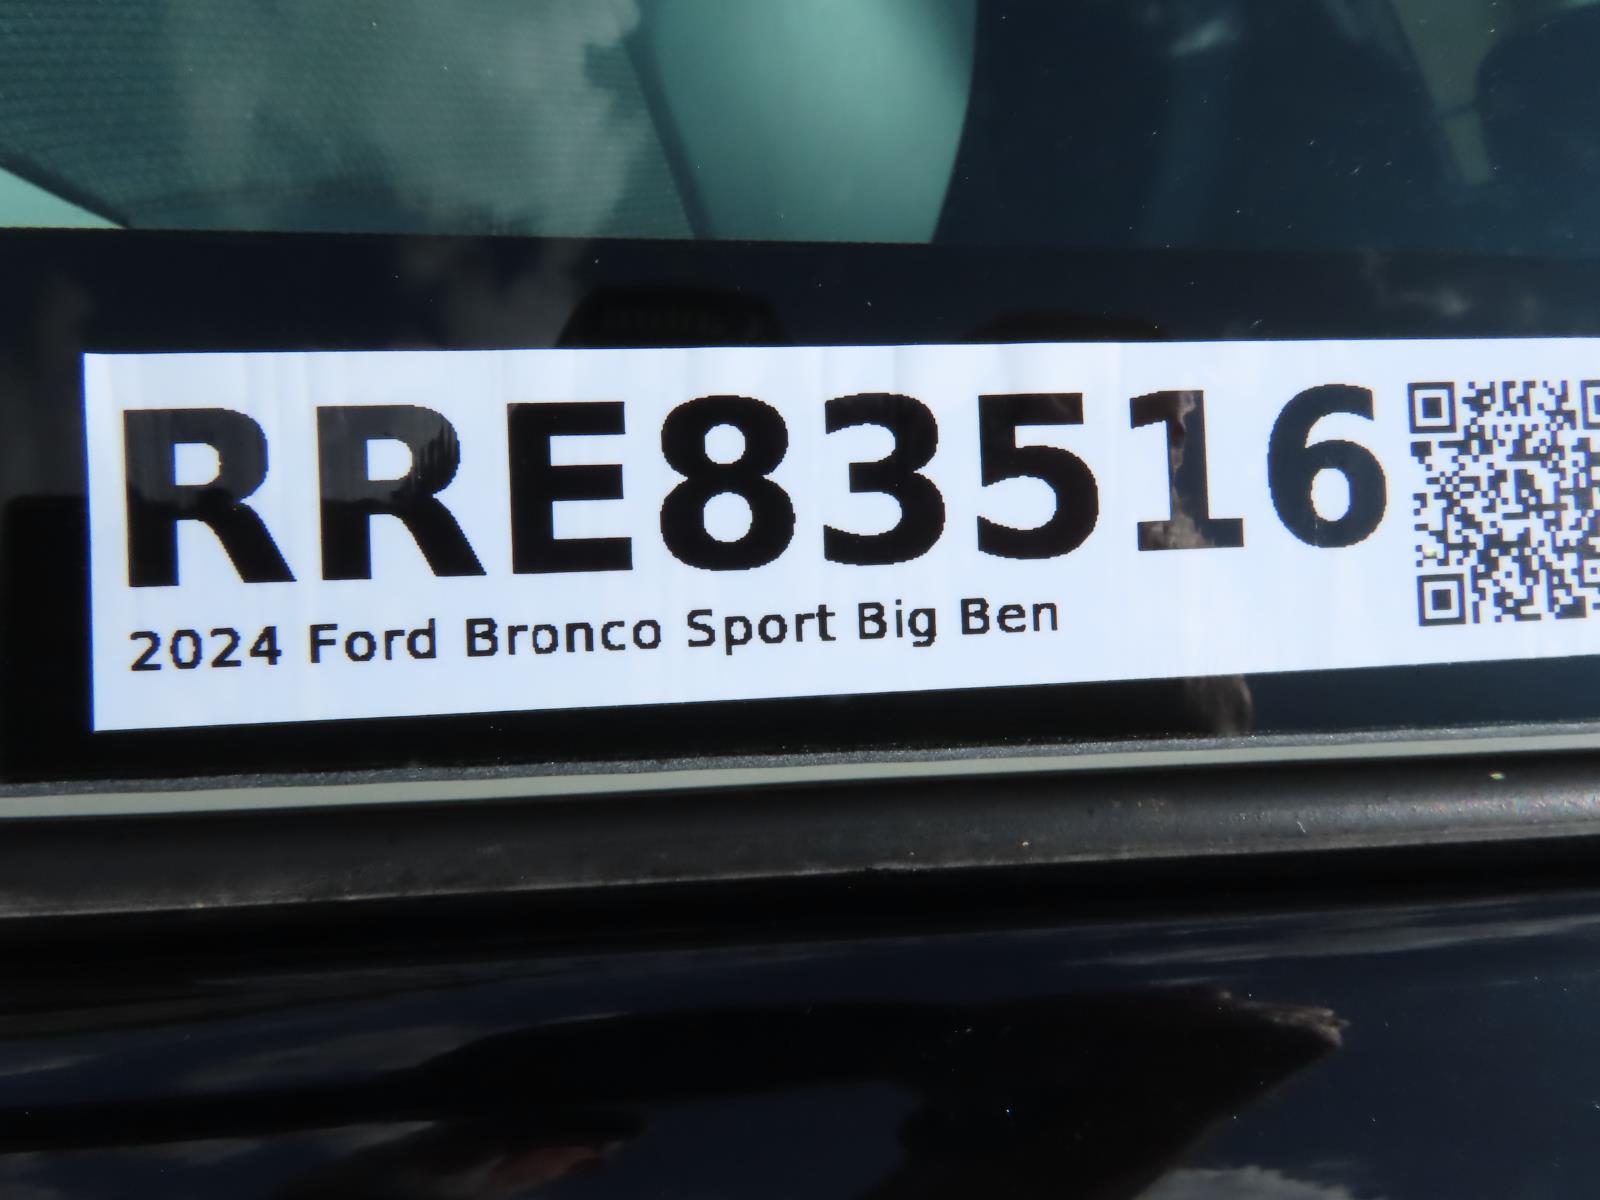 RRE83516
2024 Ford Bronco Sport Big Ben